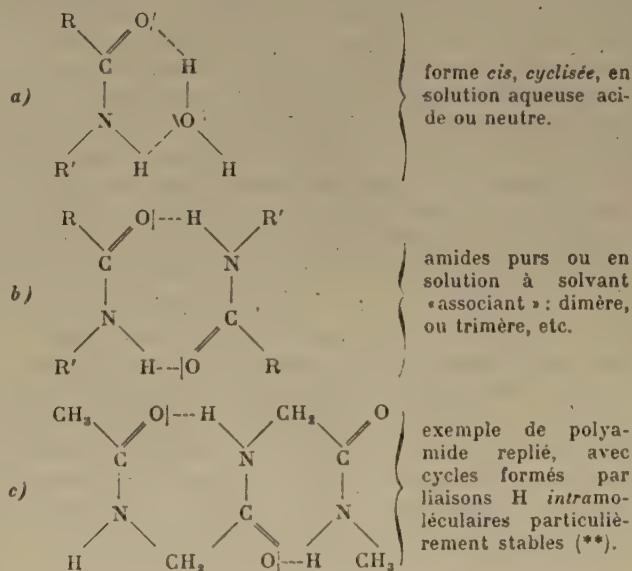 R O H
C
a) H
N O
R' H H
forme cis, cyclisée, en
solution aqueuse aci-
de ou neutre.
R O---H R'
C N
b)
N C
R' H---O R
amides purs ou en
solution à solvant
«associant» : dimère,
ou trimère, etc.
CH₃ O---H CH₂ O
C N C
c)
N C N
H CH₂ O---H CH₃
exemple de polya-
mide replié, avec
cycles formés par
liaisons H intramo-
léculaires particuliè-
rement stables (**).